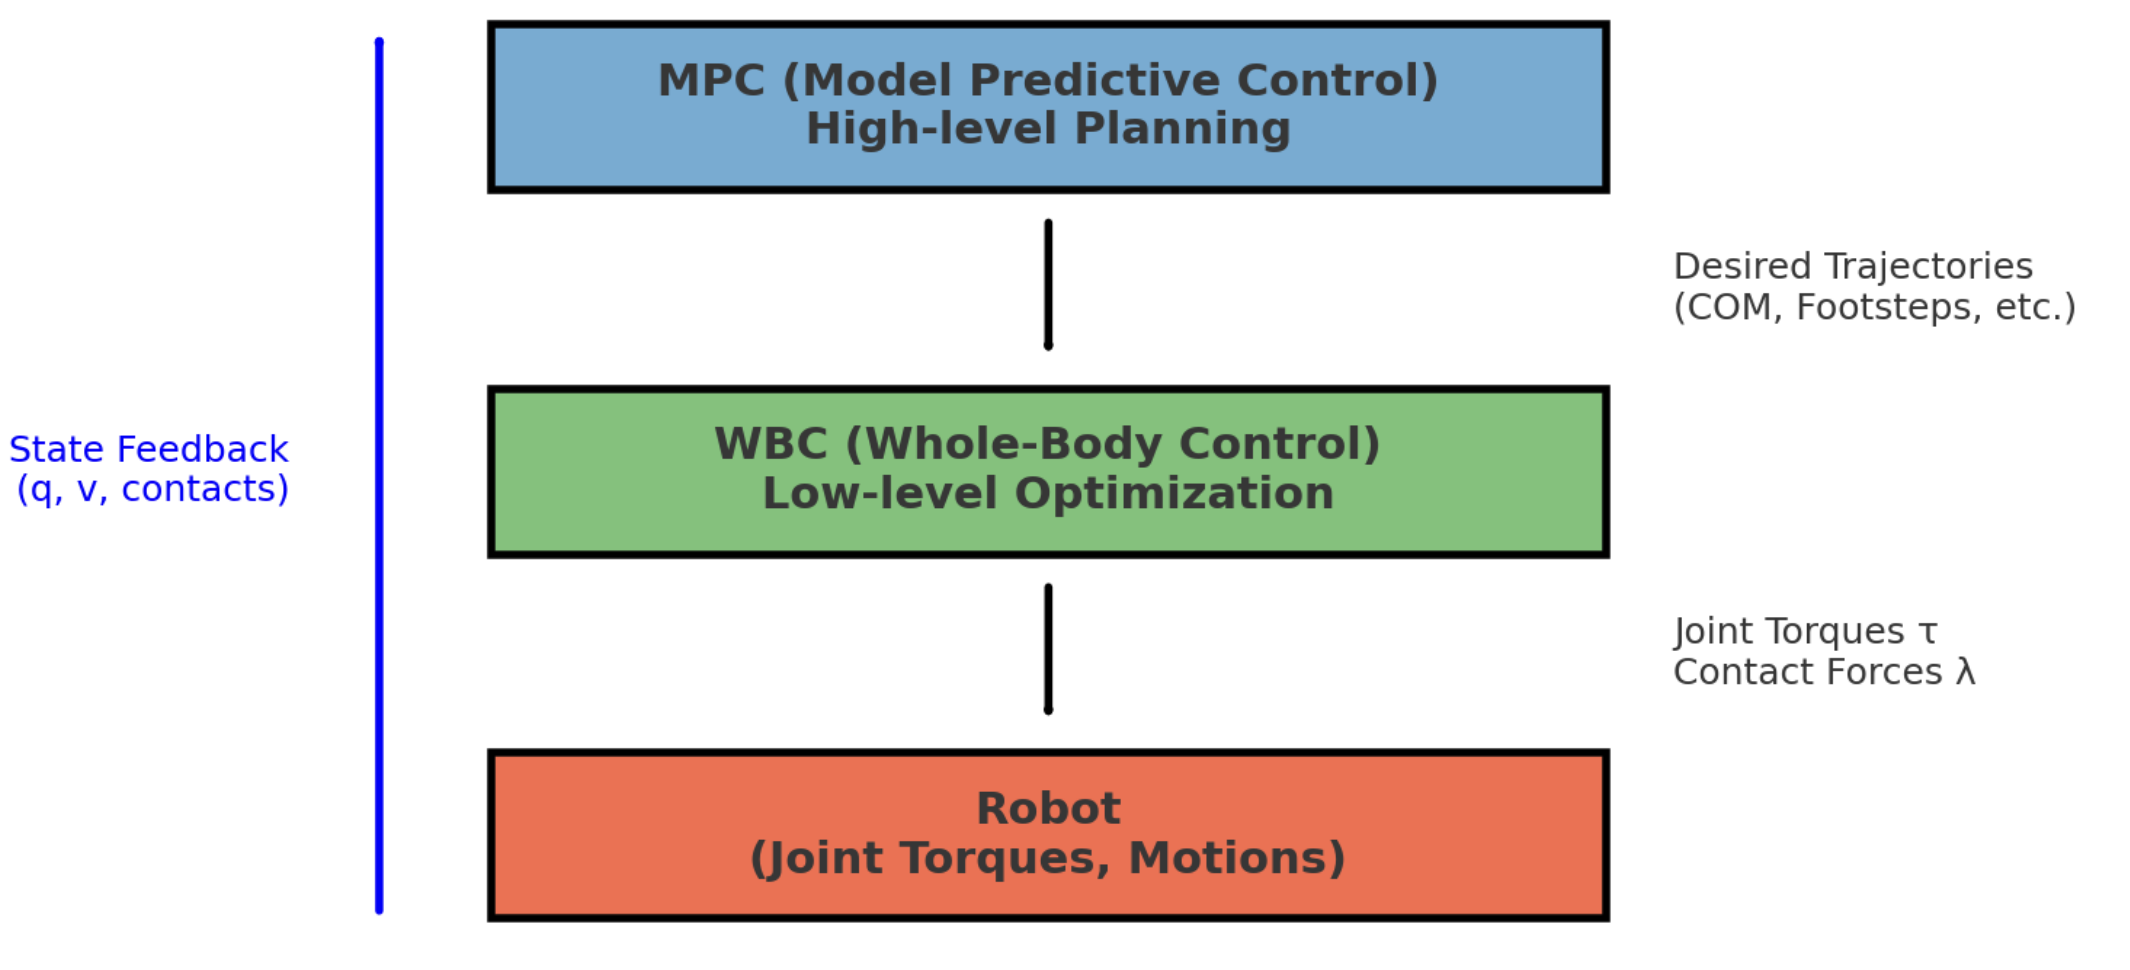 MPC (Model Predictive Control)
High-level Planning
Desired Trajectories
(COM, Footsteps, etc.)
State Feedback
(q, v, contacts)
WBC (Whole-Body Control)
Low-level Optimization
Joint Torques τ
Contact Forces λ
Robot
(Joint Torques, Motions)